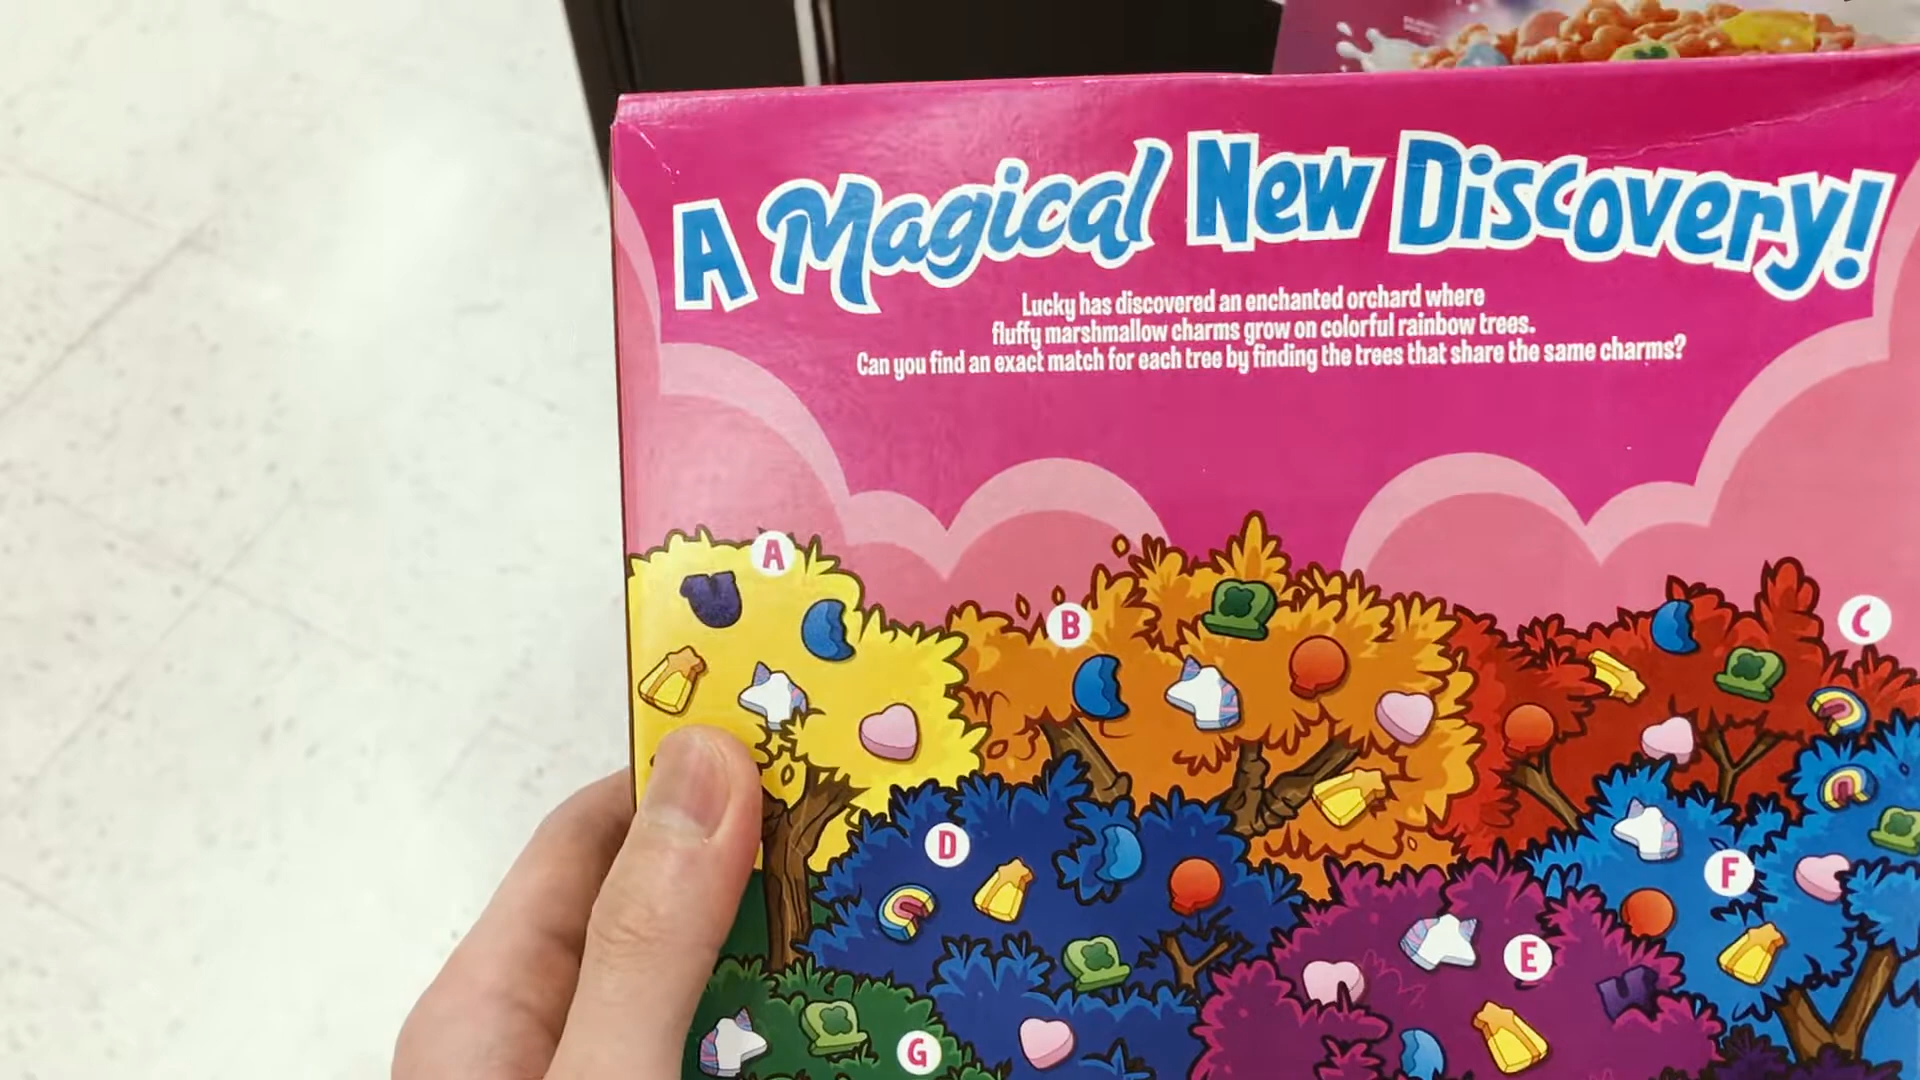 A Magical New Discovery!
Lucky has discovered an enchanted orchard where
fluffy marshmallow charms grow on colorful rainbow trees.
Can you find an exact match for each tree by finding the trees that share the same charms?
A
B
C
D
F
E
G